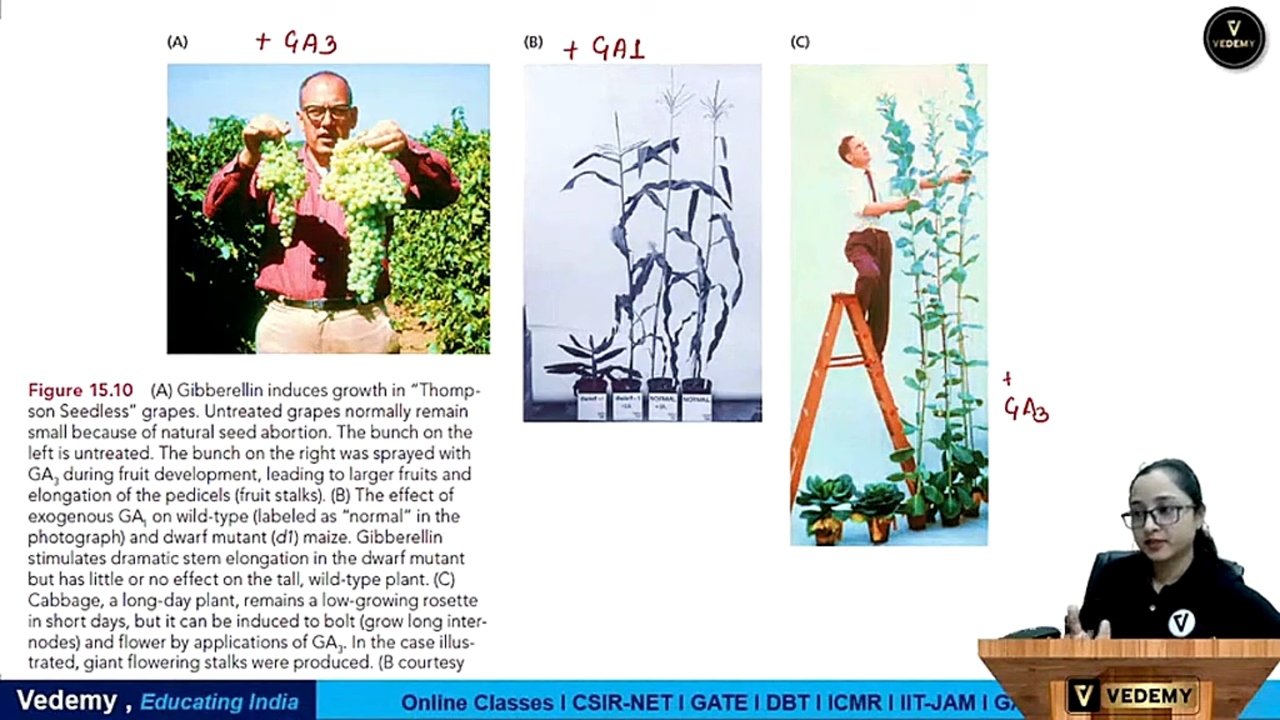 (A)
+ GA3
(B)
+ GA1
(C)
VEDEMY
+
GA3
NORMAL
NORMAL
Figure 15.10 (A) Gibberellin induces growth in “Thomp-
son Seedless” grapes. Untreated grapes normally remain
small because of natural seed abortion. The bunch on the
left is untreated. The bunch on the right was sprayed with
GA3 during fruit development, leading to larger fruits and
elongation of the pedicels (fruit stalks). (B) The effect of
exogenous GA1 on wild-type (labeled as “normal” in the
photograph) and dwarf mutant (d1) maize. Gibberellin
stimulates dramatic stem elongation in the dwarf mutant
but has little or no effect on the tall, wild-type plant. (C)
Cabbage, a long-day plant, remains a low-growing rosette
in short days, but it can be induced to bolt (grow long inter-
nodes) and flower by applications of GA3. In the case illus-
trated, giant flowering stalks were produced. (B courtesy
VEDEMY
Vedemy , Educating India
Online Classes I CSIR-NET I GATE I DBT I ICMR I IIT-JAM I